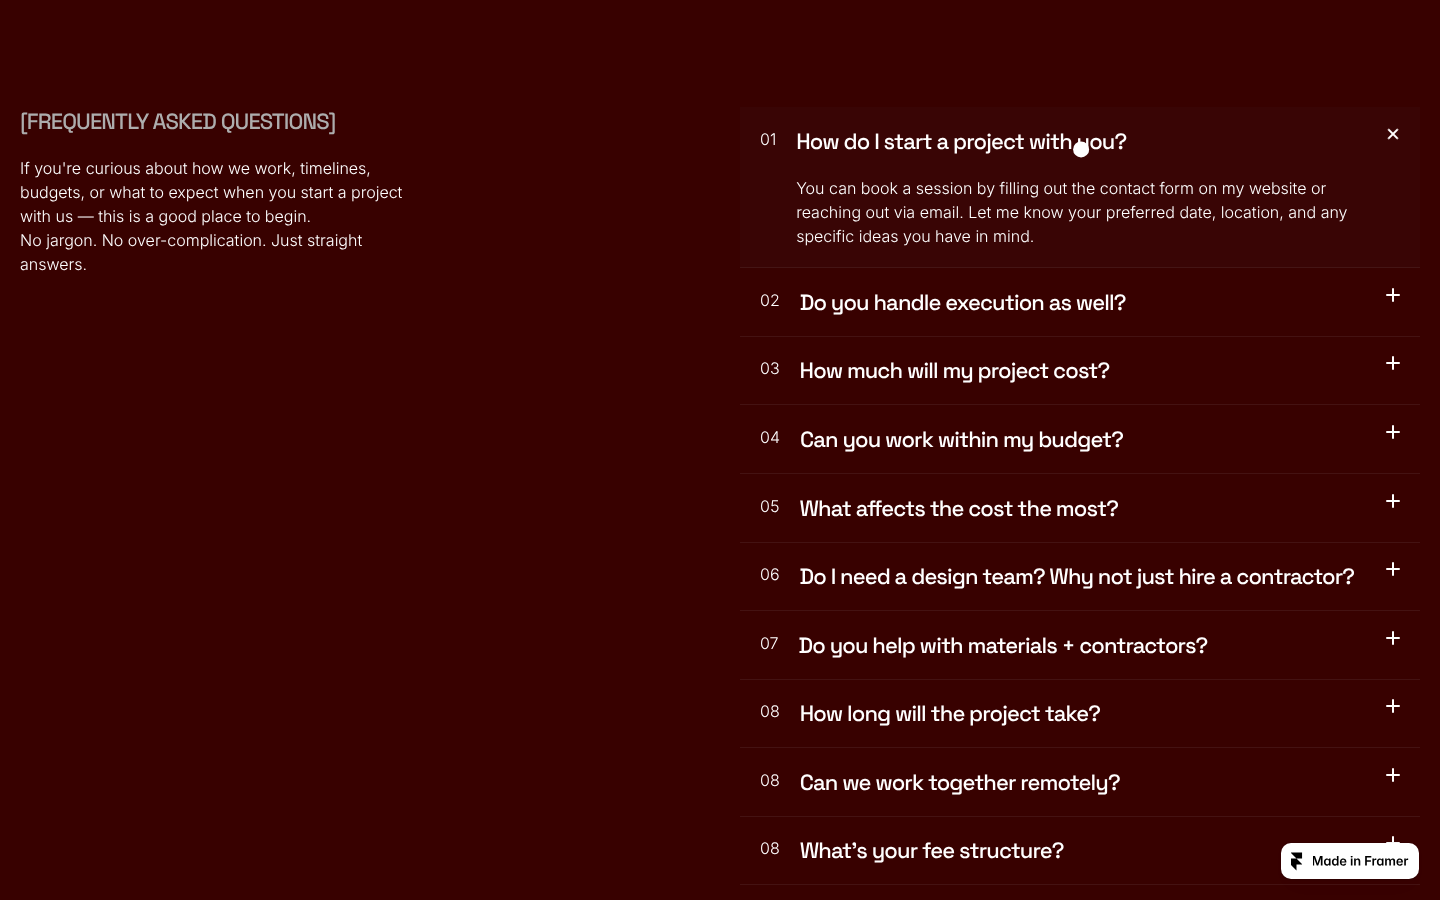 [FREQUENTLY ASKED QUESTIONS]
If you're curious about how we work, timelines,
budgets, or what to expect when you start a project
with us — this is a good place to begin.
No jargon. No over-complication. Just straight
answers.
01 How do I start a project with you?
You can book a session by filling out the contact form on my website or
reaching out via email. Let me know your preferred date, location, and any
specific ideas you have in mind.
02 Do you handle execution as well?
03 How much will my project cost?
04 Can you work within my budget?
05 What affects the cost the most?
06 Do I need a design team? Why not just hire a contractor?
07 Do you help with materials + contractors?
08 How long will the project take?
08 Can we work together remotely?
08 What's your fee structure?
Made in Framer